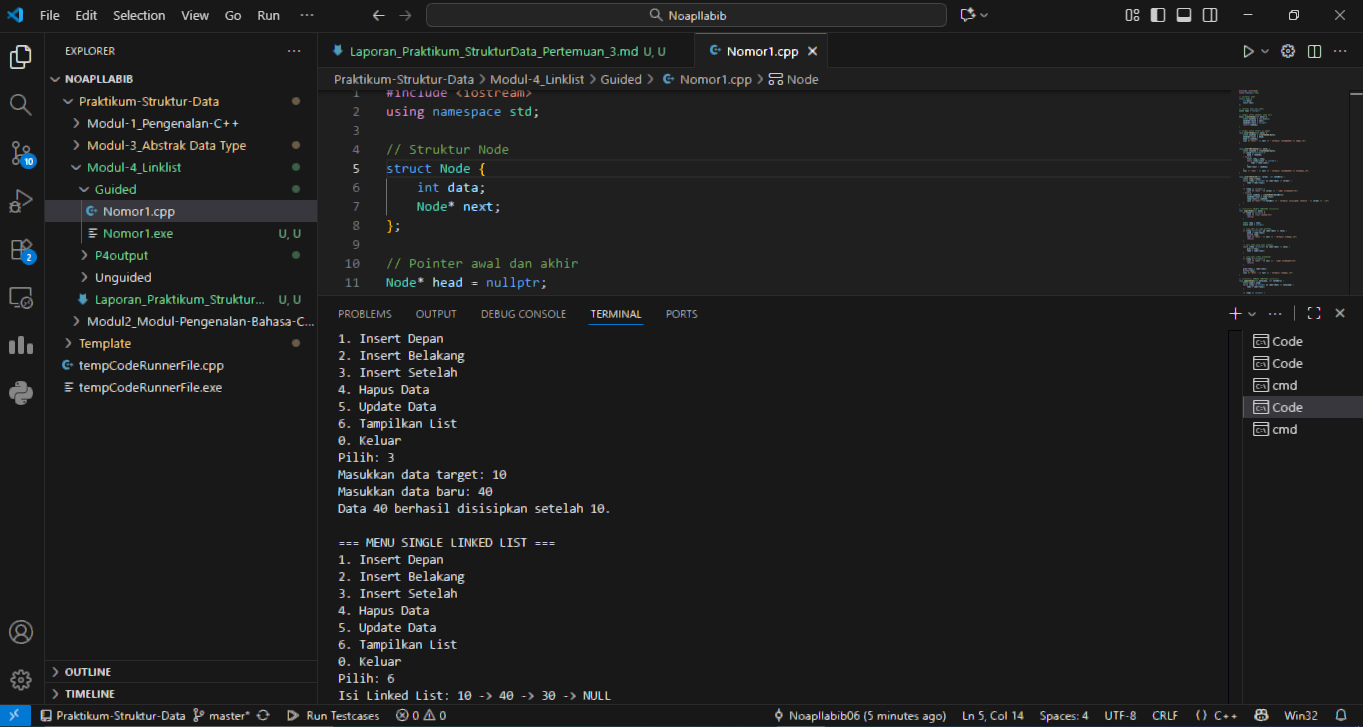 File Edit Selection View Go Run ··· Noapllabib
EXPLORER ···
NOAPLLABIB
Praktikum-Struktur-Data
Modul-1_Pengenalan-C++
Modul-3_Abstrak Data Type
Modul-4_Linklist
Guided
Nomor1.cpp
Nomor1.exe U, U
P4output
Unguided
Laporan_Praktikum_Struktur... U, U
Modul2_Modul-Pengenalan-Bahasa-C...
Template
tempCodeRunnerFile.cpp
tempCodeRunnerFile.exe
OUTLINE
TIMELINE
10
2
Laporan_Praktikum_StrukturData_Pertemuan_3.md U, U
Nomor1.cpp
Praktikum-Struktur-Data > Modul-4_Linklist > Guided > Nomor1.cpp > Node
1 #include <iostream>
2 using namespace std;
3
4 // Struktur Node
5 struct Node {
6 int data;
7 Node* next;
8 };
9
10 // Pointer awal dan akhir
11 Node* head = nullptr;
PROBLEMS OUTPUT DEBUG CONSOLE TERMINAL PORTS
1. Insert Depan
2. Insert Belakang
3. Insert Setelah
4. Hapus Data
5. Update Data
6. Tampilkan List
0. Keluar
Pilih: 3
Masukkan data target: 10
Masukkan data baru: 40
Data 40 berhasil disisipkan setelah 10.
=== MENU SINGLE LINKED LIST ===
1. Insert Depan
2. Insert Belakang
3. Insert Setelah
4. Hapus Data
5. Update Data
6. Tampilkan List
0. Keluar
Pilih: 6
Isi Linked List: 10 -> 40 -> 30 -> NULL
Code
Code
cmd
Code
cmd
Praktikum-Struktur-Data master* Run Testcases 0 0 Noapllabib06 (5 minutes ago) Ln 5, Col 14 Spaces: 4 UTF-8 CRLF () C++ Win32